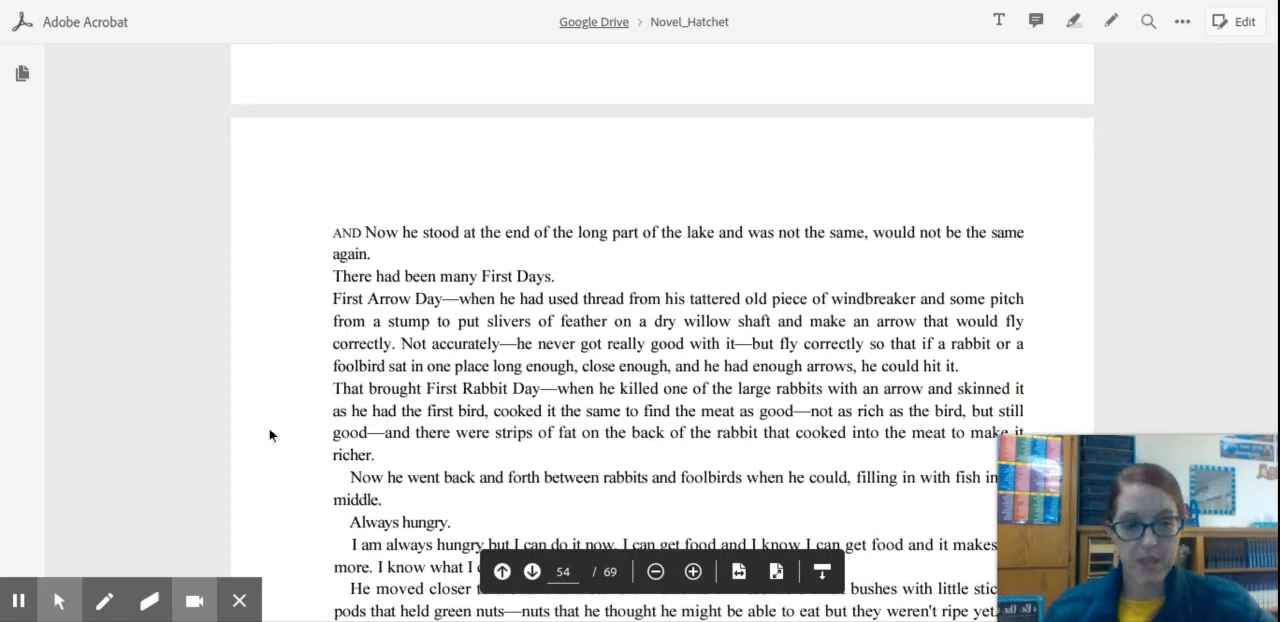 Adobe Acrobat
Google Drive > Novel_Hatchet
Edit
AND Now he stood at the end of the long part of the lake and was not the same, would not be the same
again.
There had been many First Days.
First Arrow Day—when he had used thread from his tattered old piece of windbreaker and some pitch
from a stump to put slivers of feather on a dry willow shaft and make an arrow that would fly
correctly. Not accurately—he never got really good with it—but fly correctly so that if a rabbit or a
foolbird sat in one place long enough, close enough, and he had enough arrows, he could hit it.
That brought First Rabbit Day—when he killed one of the large rabbits with an arrow and skinned it
as he had the first bird, cooked it the same to find the meat as good—not as rich as the bird, but still
good—and there were strips of fat on the back of the rabbit that cooked into the meat to make it
richer.
Now he went back and forth between rabbits and foolbirds when he could, filling in with fish in
middle.
Always hungry.
I am always hungry but I can do it now, I can get food and I know I can get food and it makes
more. I know what I
He moved closer bushes with little
pods that held green nuts—nuts that he thought he might be able to eat but they weren't ripe yet
54 / 69